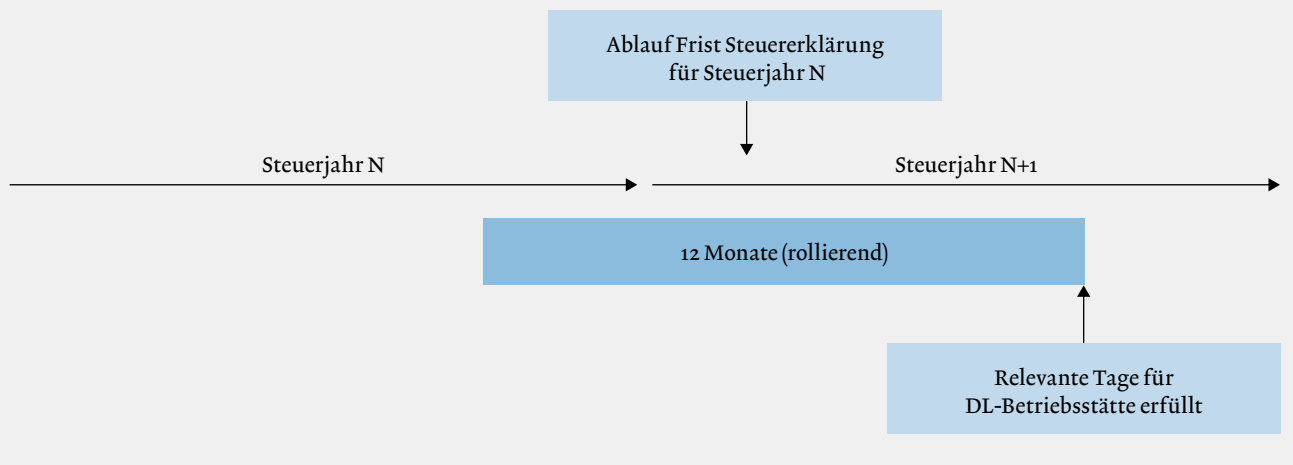 Ablauf Frist Steuererklärung
für Steuerjahr N
Steuerjahr N
Steuerjahr N+1
12 Monate (rollierend)
Relevante Tage für
DL-Betriebsstätte erfüllt